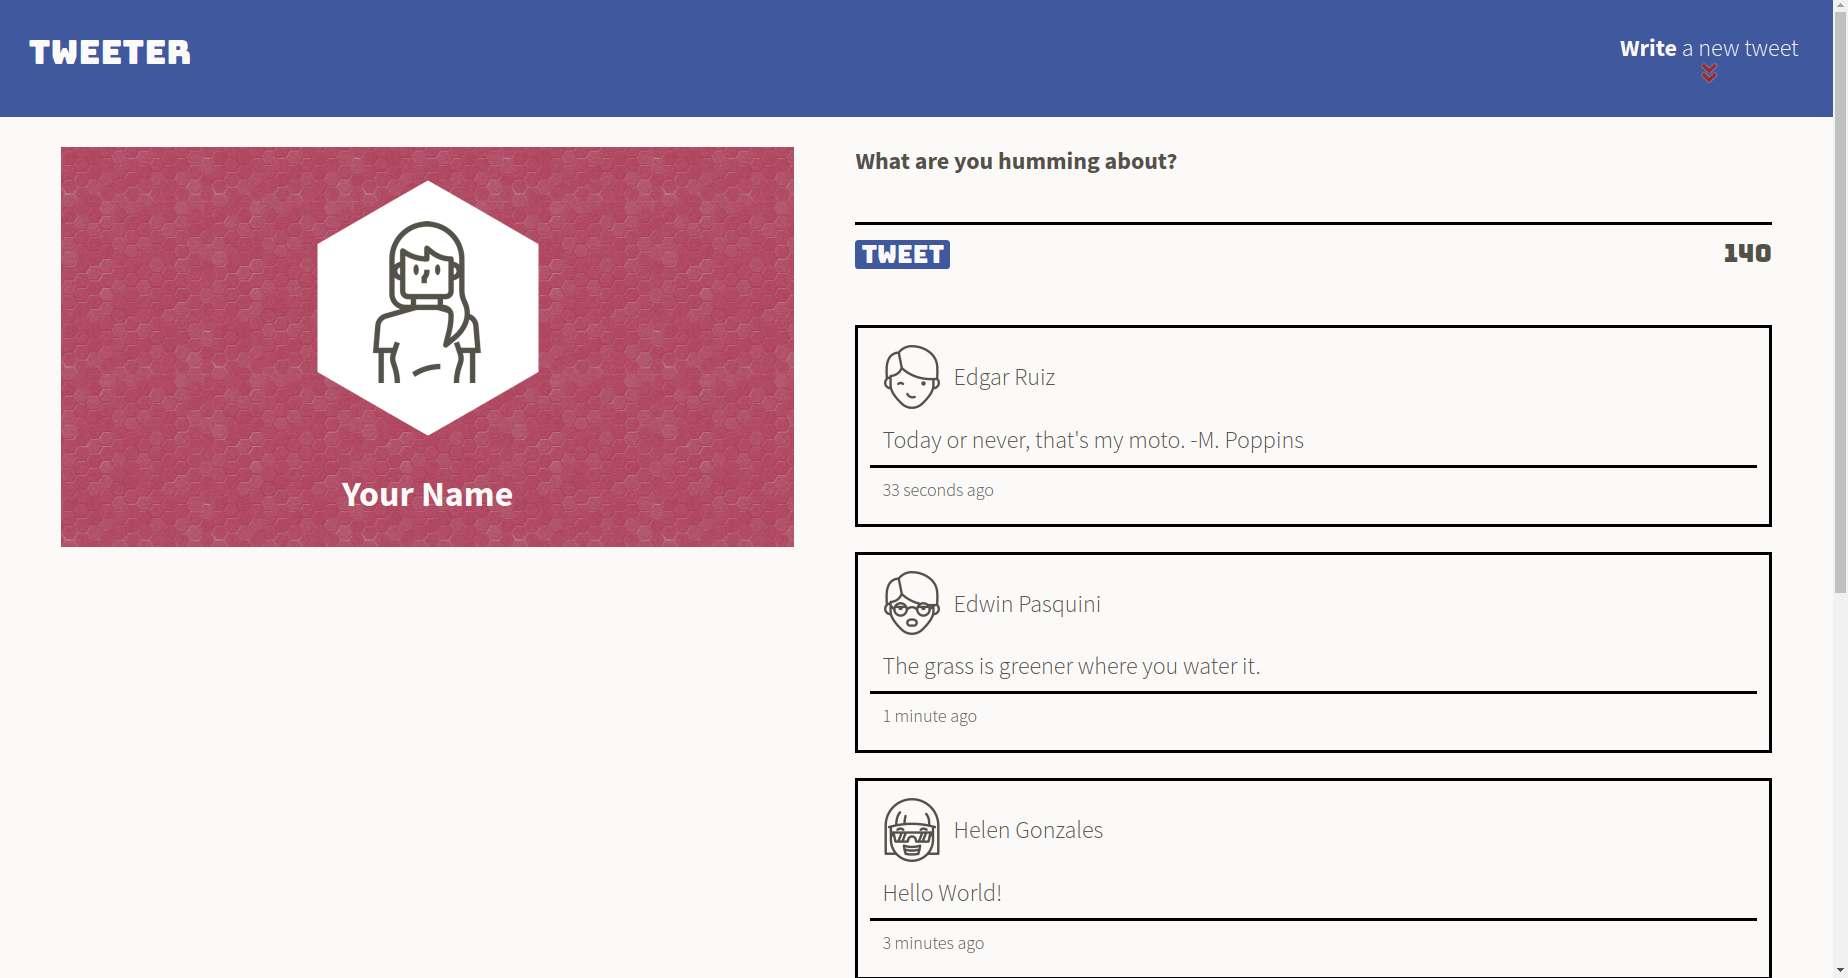 TWEETER
Write a new tweet
Your Name
What are you humming about?
TWEET
140
Edgar Ruiz
Today or never, that's my moto. -M. Poppins
33 seconds ago
Edwin Pasquini
The grass is greener where you water it.
1 minute ago
Helen Gonzales
Hello World!
3 minutes ago